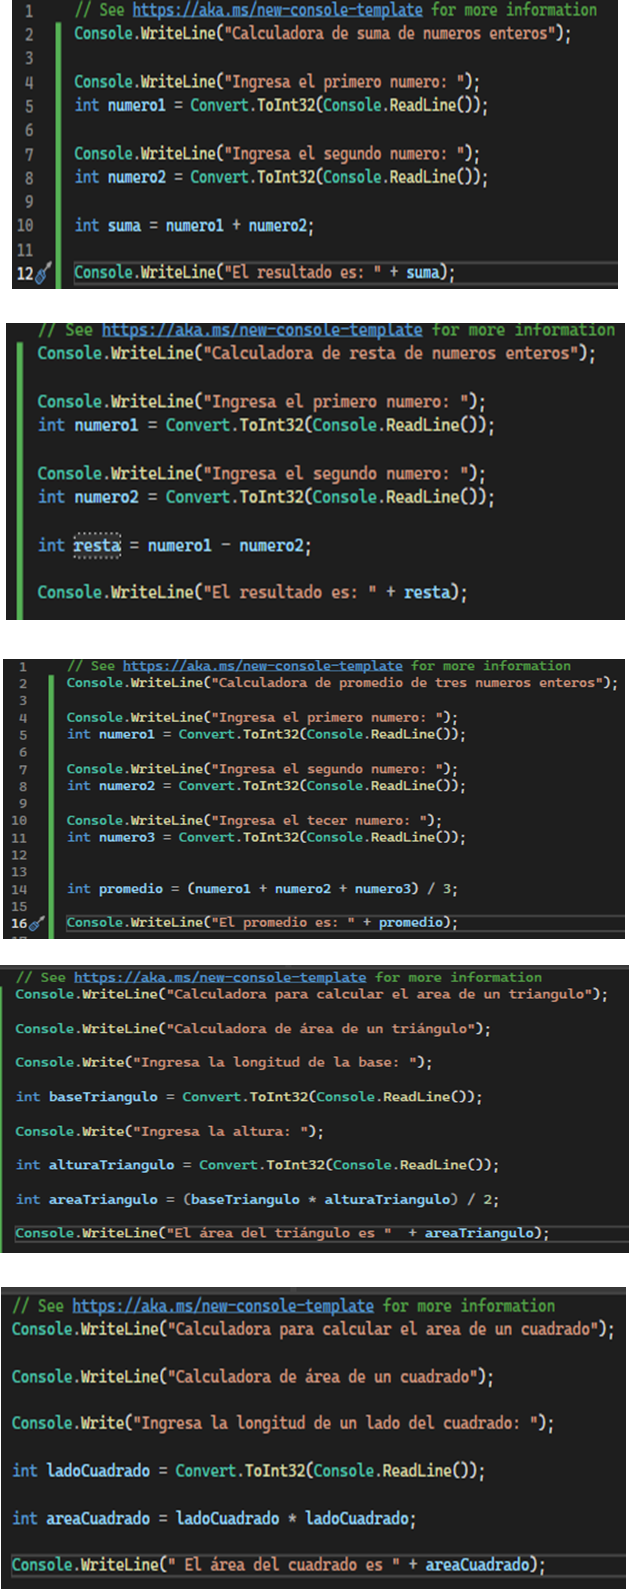 1 // See https://aka.ms/new-console-template for more information
2 Console.WriteLine("Calculadora de suma de numeros enteros");
3
4 Console.WriteLine("Ingresa el primero numero: ");
5 int numero1 = Convert.ToInt32(Console.ReadLine());
6
7 Console.WriteLine("Ingresa el segundo numero: ");
8 int numero2 = Convert.ToInt32(Console.ReadLine());
9
10 int suma = numero1 + numero2;
11
12 Console.WriteLine("El resultado es: " + suma);
// See https://aka.ms/new-console-template for more information
Console.WriteLine("Calculadora de resta de numeros enteros");
Console.WriteLine("Ingresa el primero numero: ");
int numero1 = Convert.ToInt32(Console.ReadLine());
Console.WriteLine("Ingresa el segundo numero: ");
int numero2 = Convert.ToInt32(Console.ReadLine());
int resta = numero1 - numero2;
Console.WriteLine("El resultado es: " + resta);
1 // See https://aka.ms/new-console-template for more information
2 Console.WriteLine("Calculadora de promedio de tres numeros enteros");
3
4 Console.WriteLine("Ingresa el primero numero: ");
5 int numero1 = Convert.ToInt32(Console.ReadLine());
6
7 Console.WriteLine("Ingresa el segundo numero: ");
8 int numero2 = Convert.ToInt32(Console.ReadLine());
9
10 Console.WriteLine("Ingresa el tecer numero: ");
11 int numero3 = Convert.ToInt32(Console.ReadLine());
12
13
14 int promedio = (numero1 + numero2 + numero3) / 3;
15
16 Console.WriteLine("El promedio es: " + promedio);
// See https://aka.ms/new-console-template for more information
Console.WriteLine("Calculadora para calcular el area de un triangulo");
Console.WriteLine("Calculadora de área de un triángulo");
Console.Write("Ingresa la longitud de la base: ");
int baseTriangulo = Convert.ToInt32(Console.ReadLine());
Console.Write("Ingresa la altura: ");
int alturaTriangulo = Convert.ToInt32(Console.ReadLine());
int areaTriangulo = (baseTriangulo * alturaTriangulo) / 2;
Console.WriteLine("El área del triángulo es "  + areaTriangulo);
// See https://aka.ms/new-console-template for more information
Console.WriteLine("Calculadora para calcular el area de un cuadrado");
Console.WriteLine("Calculadora de área de un cuadrado");
Console.Write("Ingresa la longitud de un lado del cuadrado: ");
int ladoCuadrado = Convert.ToInt32(Console.ReadLine());
int areaCuadrado = ladoCuadrado * ladoCuadrado;
Console.WriteLine(" El área del cuadrado es " + areaCuadrado);